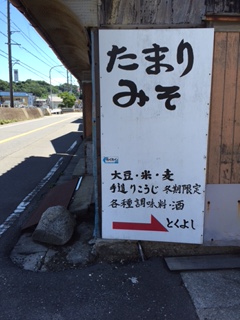 たまり
みそ
大豆・米・麦
手造りこうじ 冬期限定
各種調味料・酒
とくよし